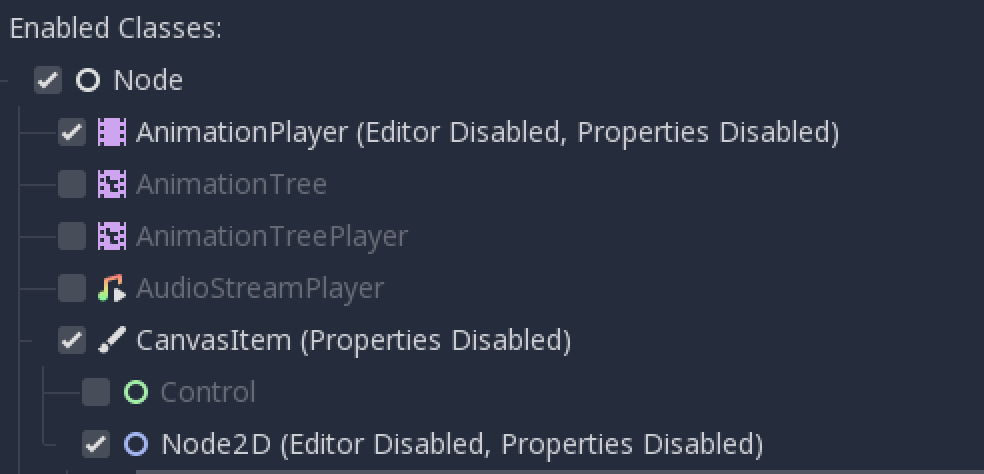 Enabled Classes:
Node
AnimationPlayer (Editor Disabled, Properties Disabled)
AnimationTree
AnimationTreePlayer
AudioStreamPlayer
CanvasItem (Properties Disabled)
Control
Node2D (Editor Disabled, Properties Disabled)